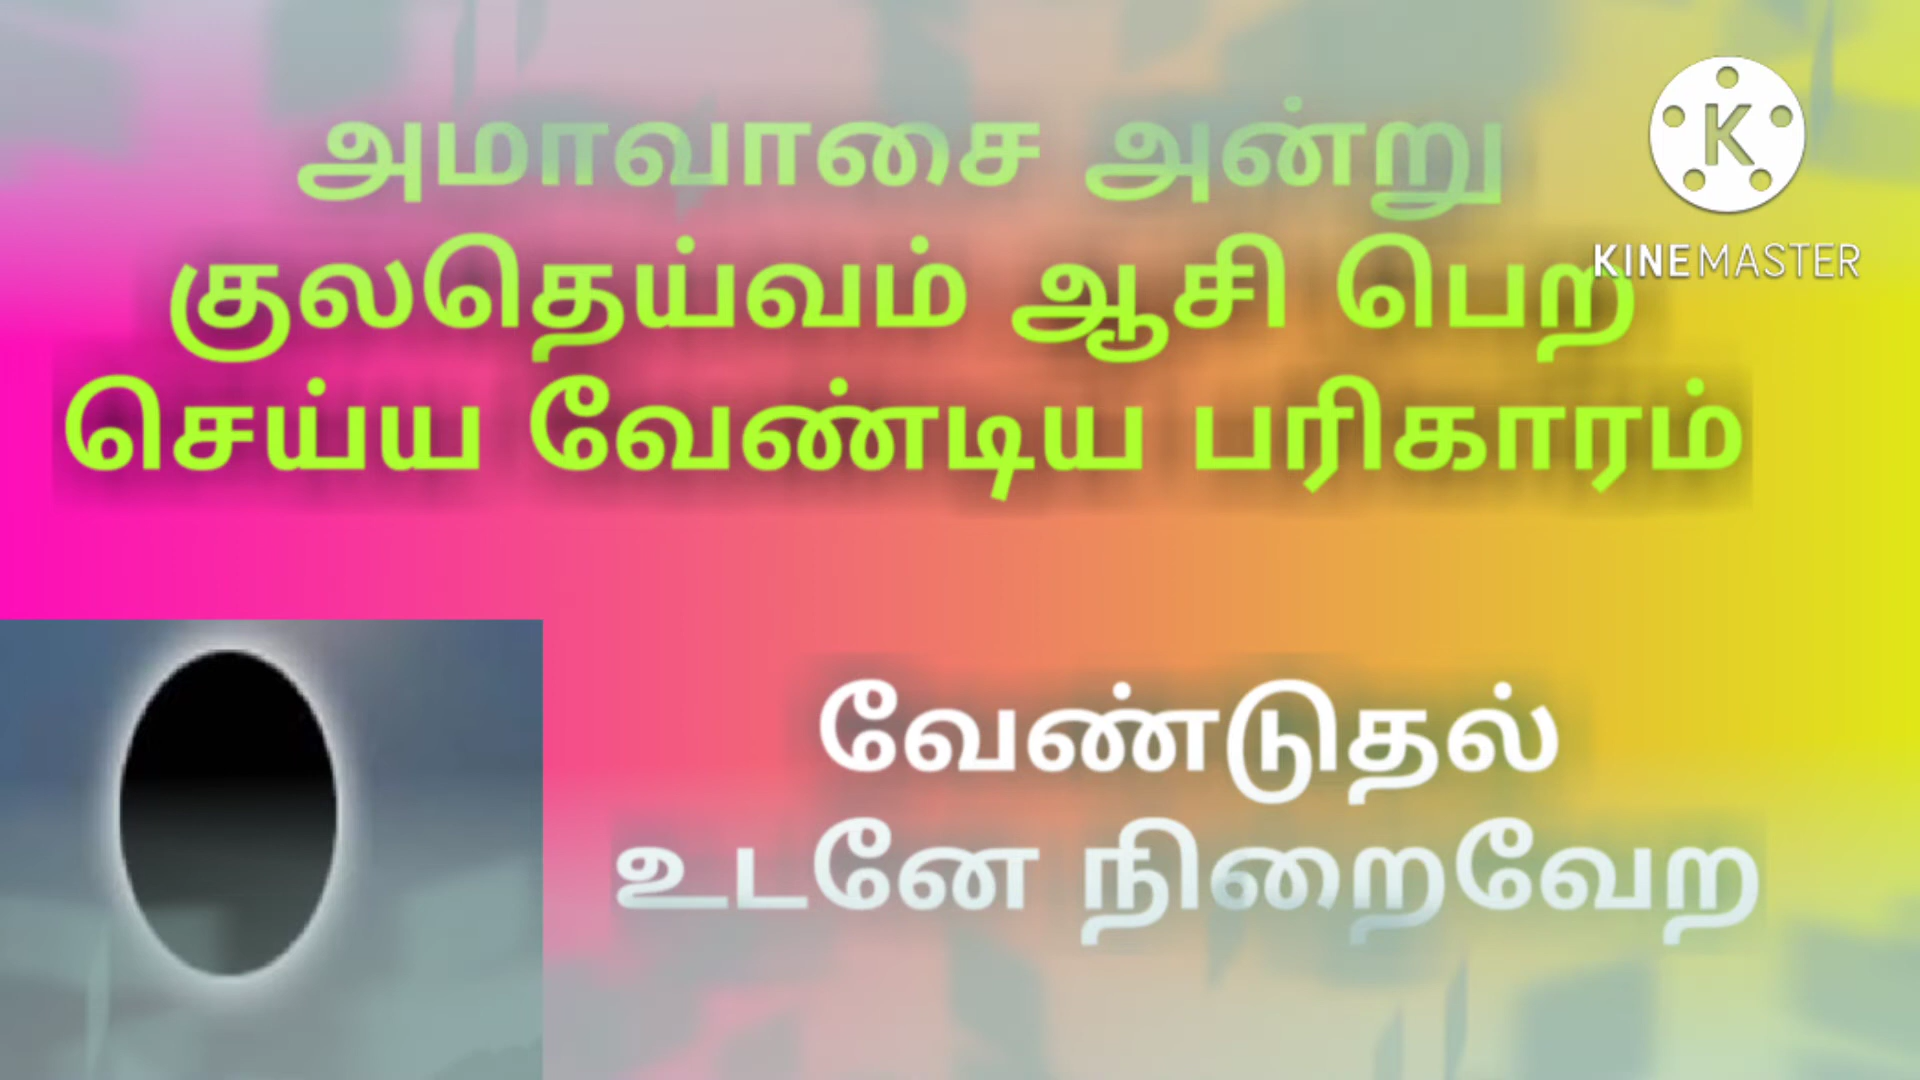 அமாவாசை அன்று
குலதெய்வம் ஆசி பெற
செய்ய வேண்டிய பரிகாரம்
வேண்டுதல்
உடனே நிறைவேற
K
KINEMASTER